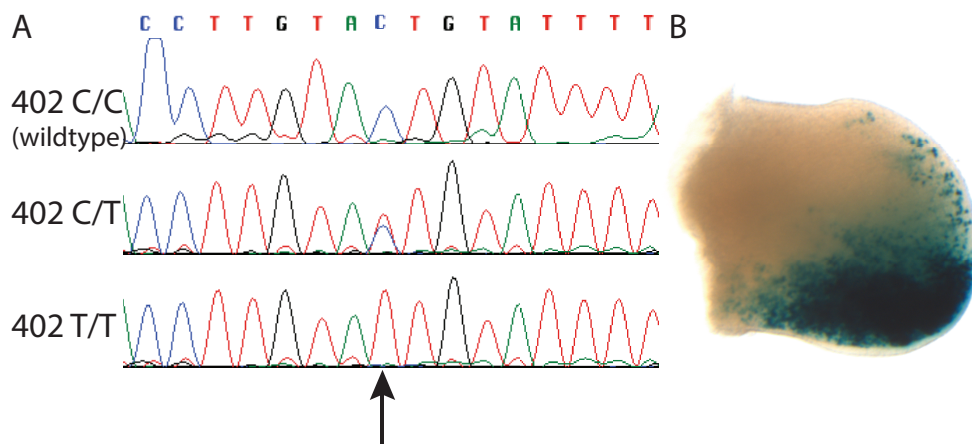 A
C C T T G T A C T G T A T T T T
B
402 C/C
(wildtype)
402 C/T
402 T/T